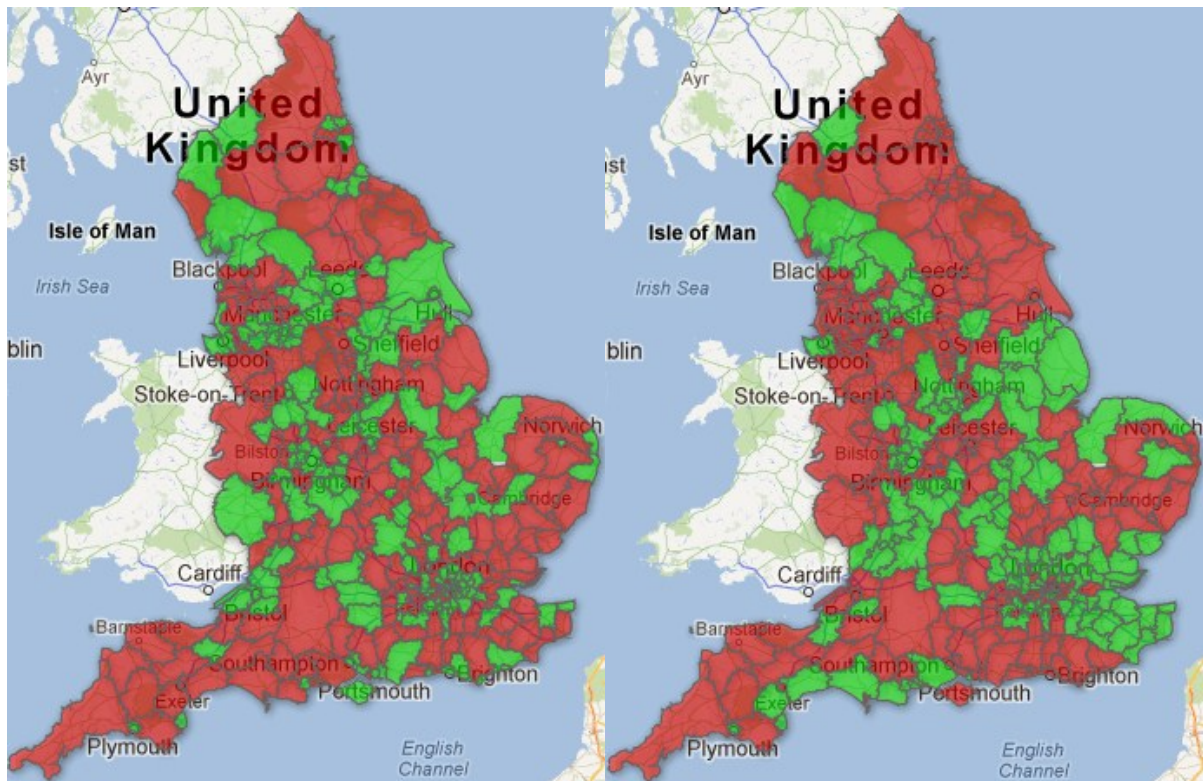 Ayr
United
Kingdom
Isle of Man
Blackpool
Leeds
Irish Sea
Manchester
Hull
blin
Liverpool
Sheffield
Stoke-on-Trent
Nottingham
Norwich
Leicester
Bilston
Birmingham
Cambridge
Cardiff
London
Bristol
Barnstaple
Southampton
Brighton
Exeter
Portsmouth
Plymouth
English
Channel
Ayr
United
Kingdom
st
Isle of Man
Blackpool
Leeds
Irish Sea
Manchester
Hull
blin
Liverpool
Sheffield
Stoke-on-Trent
Nottingham
Norwich
Leicester
Bilston
Birmingham
Cambridge
Cardiff
London
Bristol
Barnstaple
Southampton
Brighton
Exeter
Portsmouth
Plymouth
English
Channel